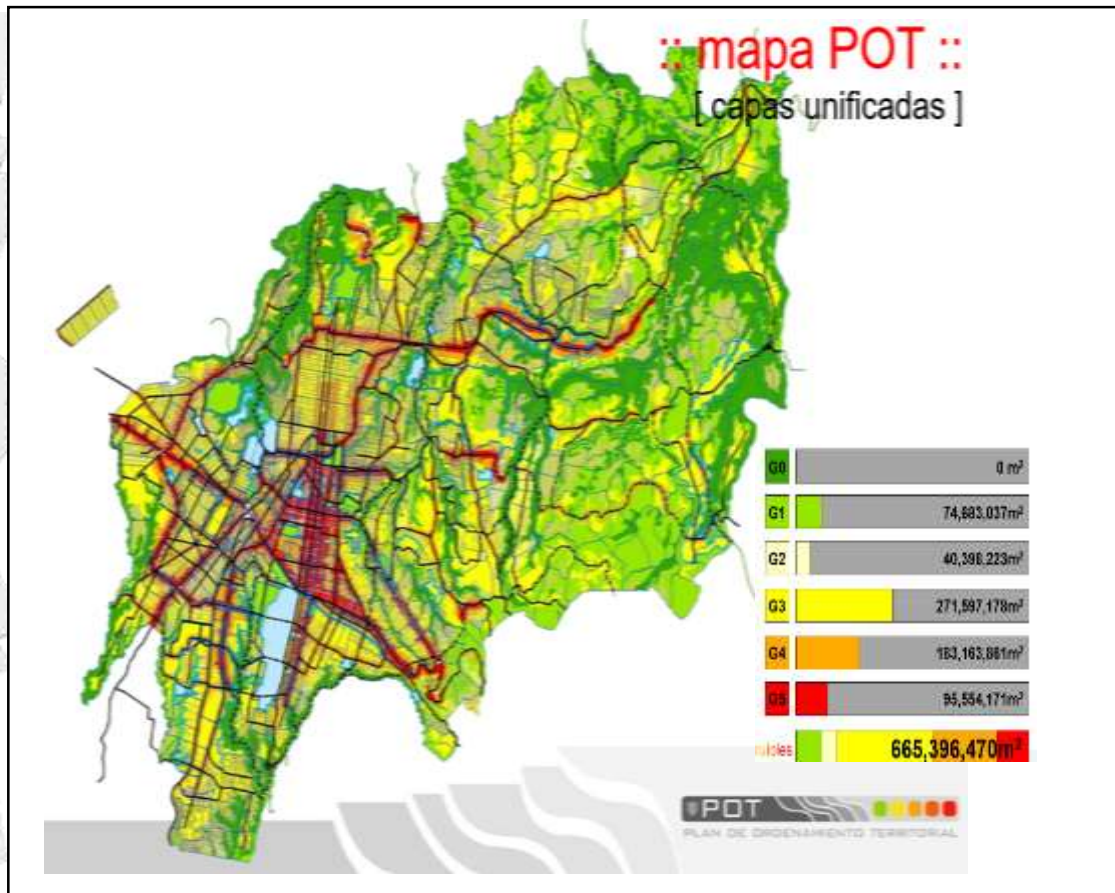 :: mapa POT ::
[ capas unificadas ]
G0 0 m²
G1 74,683,037m²
G2 40,398,223m²
G3 271,597,178m²
G4 183,163,861m²
G5 95,554,171m²
665,396,470m²
POT
PLAN DE ORDENAMIENTO TERRITORIAL